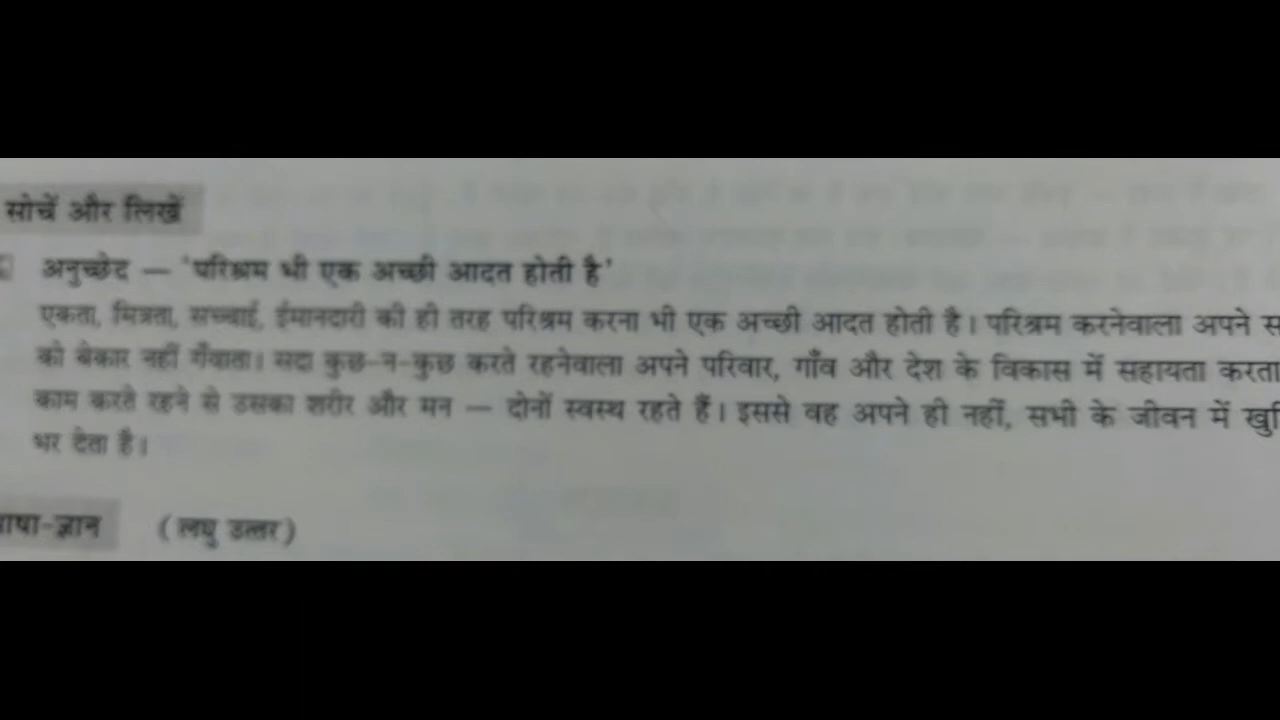 सोचें और लिखें
अनुच्छेद — 'परिश्रम भी एक अच्छी आदत होती है'
एकता, मित्रता, सच्चाई, ईमानदारी की ही तरह परिश्रम करना भी एक अच्छी आदत होती है। परिश्रम करनेवाला अपने स
को बेकार नहीं गँवाता। सदा कुछ-न-कुछ करते रहनेवाला अपने परिवार, गाँव और देश के विकास में सहायता करता
काम करते रहने से उसका शरीर और मन — दोनों स्वस्थ रहते हैं। इससे वह अपने ही नहीं, सभी के जीवन में खुशि
भर देता है।
ाषा-ज्ञान (लघु उत्तर)